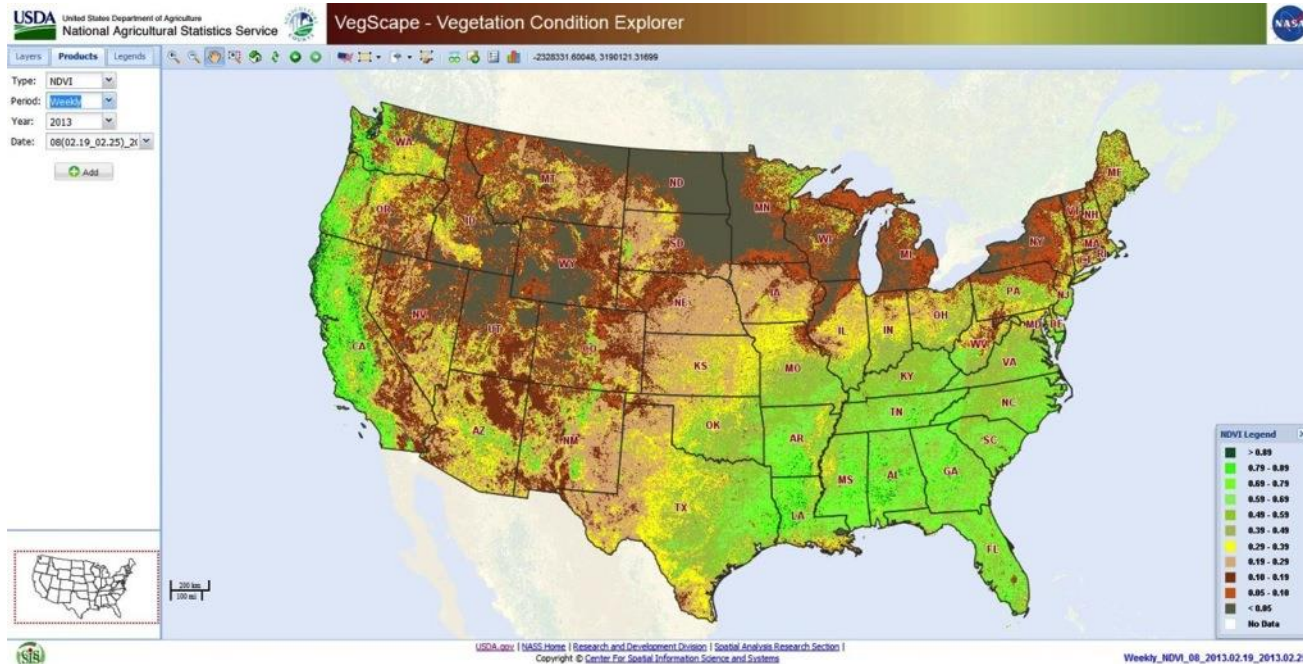 USDA United States Department of Agriculture
National Agricultural Statistics Service
VegScape - Vegetation Condition Explorer
NASA
Layers Products Legends
-2328331.60048, 3190121.31699
Type: NDVI
Period: Weekly
Year: 2013
Date: 08(02.19_02.25)_20
Add
WA
MT
ND
MN
ME
OR
ID
SD
WI
MI
VT
NH
NY
MA
CT RI
WY
NE
IA
PA
NJ
NV
UT
CO
IL
IN
OH
MD DE
WV
CA
KS
MO
KY
VA
AZ
NM
OK
AR
TN
NC
SC
TX
LA
MS
AL
GA
FL
NDVI Legend
> 0.89
0.79 - 0.89
0.69 - 0.79
0.59 - 0.69
0.49 - 0.59
0.39 - 0.49
0.29 - 0.39
0.19 - 0.29
0.10 - 0.19
0.05 - 0.10
< 0.05
No Data
200 km
100 mi
USDA.gov | NASS Home | Research and Development Division | Spatial Analysis Research Section |
Copyright © Center For Spatial Information Science and Systems
Weekly_NDVI_08_2013.02.19_2013.02.25